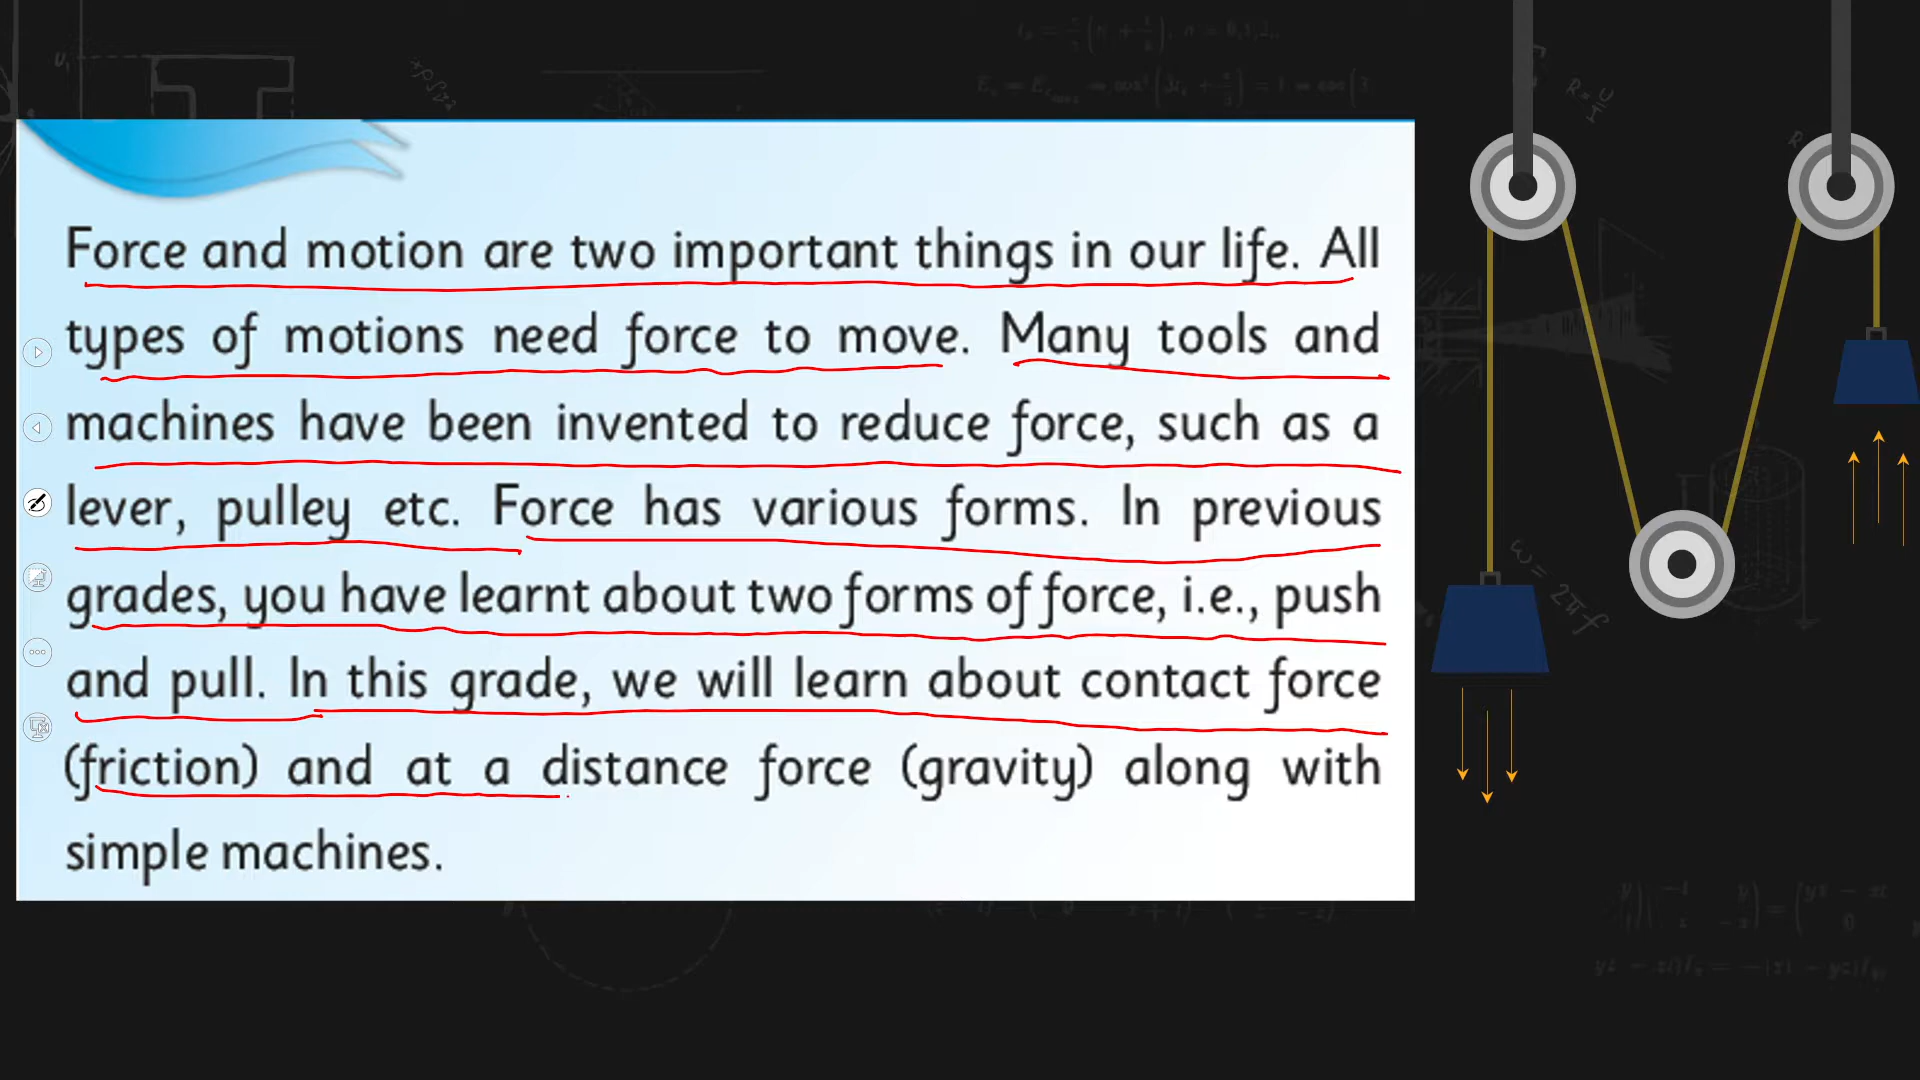 Force and motion are two important things in our life. All
types of motions need force to move. Many tools and
machines have been invented to reduce force, such as a
lever, pulley etc. Force has various forms. In previous
grades, you have learnt about two forms of force, i.e., push
and pull. In this grade, we will learn about contact force
(friction) and at a distance force (gravity) along with
simple machines.
ω = 2πf